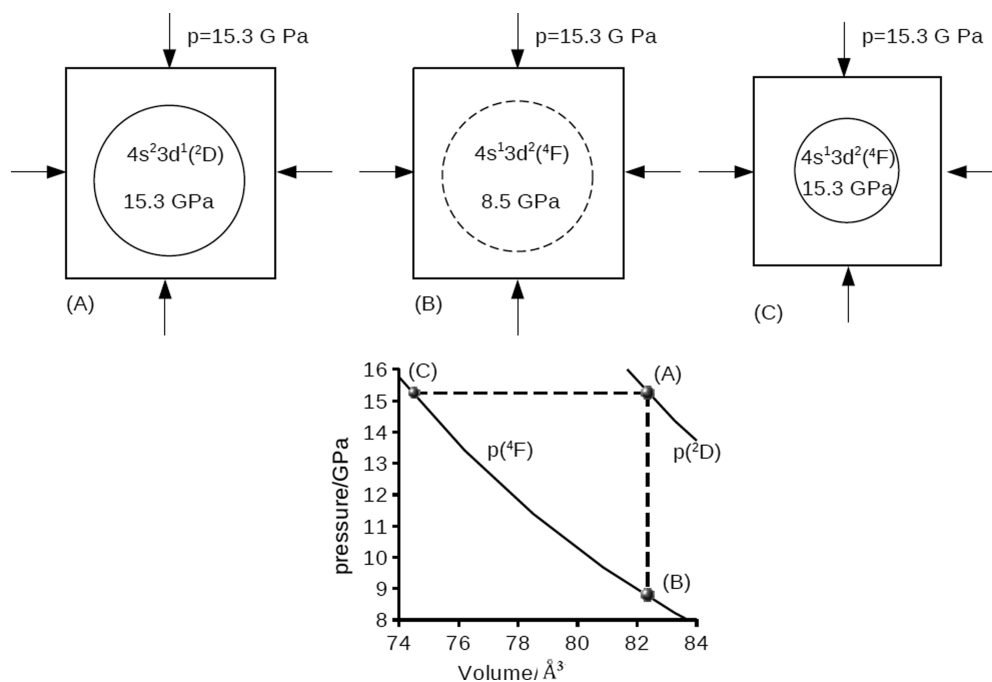 p=15.3 G Pa
p=15.3 G Pa
p=15.3 G Pa
4s²3d¹(²D)
15.3 GPa
4s¹3d²(⁴F)
8.5 GPa
4s¹3d²(⁴F)
15.3 GPa
(A)
(B)
(C)
pressure/GPa
16
15
14
13
12
11
10
9
8
(C)
(A)
p(⁴F)
p(²D)
(B)
74
76
78
80
82
84
Volume/Å³